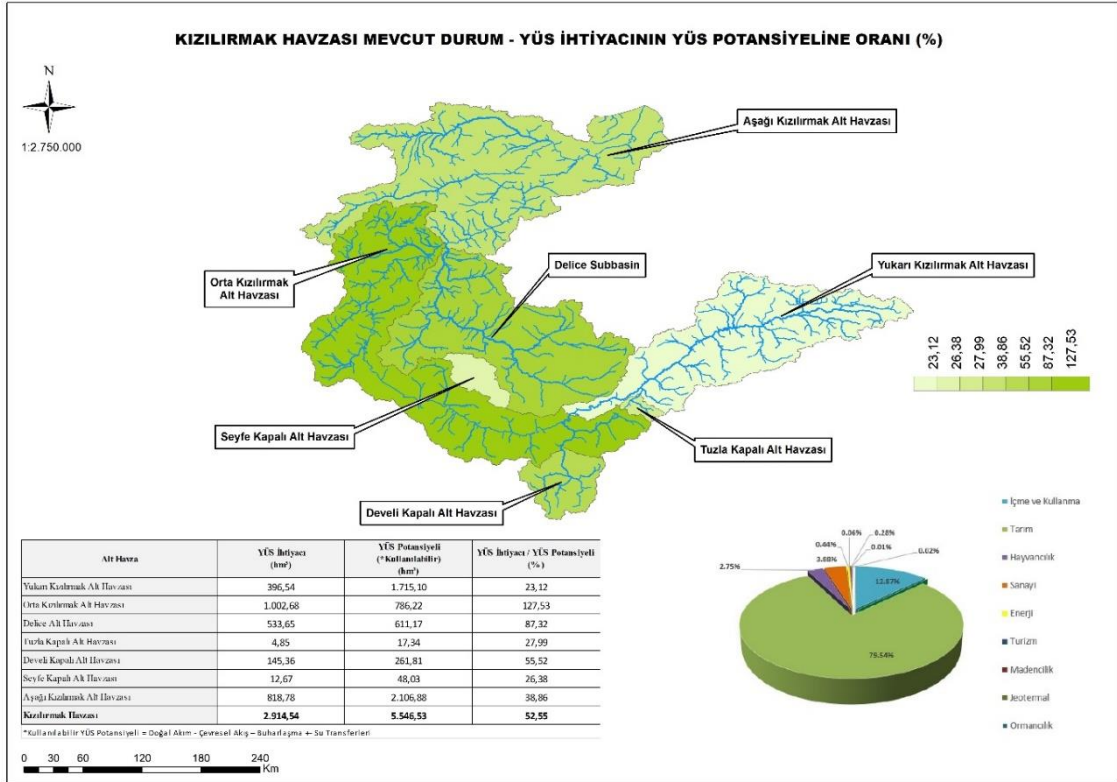 KIZILIRMAK HAVZASI MEVCUT DURUM - YÜS İHTİYACININ YÜS POTANSİYELİNE ORANI (%)
N
1:2.750.000
Aşağı Kızılırmak Alt Havzası
Orta Kızılırmak
Alt Havzası
Delice Subbasin
Yukarı Kızılırmak Alt Havzası
23,12
26,38
27,99
38,86
55,52
87,32
127,53
Seyfe Kapalı Alt Havzası
Tuzla Kapalı Alt Havzası
Develi Kapalı Alt Havzası
Alt Havza YÜS İhtiyacı (hm³) YÜS Potansiyeli (*Kullanılabilir) (hm³) YÜS İhtiyacı / YÜS Potansiyeli (%)
Yukarı Kızılırmak Alt Havzası 396,54 1.715,10 23,12
Orta Kızılırmak Alt Havzası 1.002,68 786,22 127,53
Delice Alt Havzası 533,65 611,17 87,32
Tuzla Kapalı Alt Havzası 4,85 17,34 27,99
Develi Kapalı Alt Havzası 145,36 261,81 55,52
Seyfe Kapalı Alt Havzası 12,67 48,03 26,38
Aşağı Kızılırmak Alt Havzası 818,78 2.106,88 38,86
Kızılırmak Havzası 2.914,54 5.546,53 52,55
*Kullanılabilir YÜS Potansiyeli = Doğal Akım - Çevresel Akış – Buharlaşma +- Su Transferleri
0 30 60 120 180 240
Km
0.06% 0.28%
0.44% 0.01%
3.08% 0.02%
2.75%
12.87%
79.54%
İçme ve Kullanma
Tarım
Hayvancılık
Sanayi
Enerji
Turizm
Madencilik
Jeotermal
Ormancılık